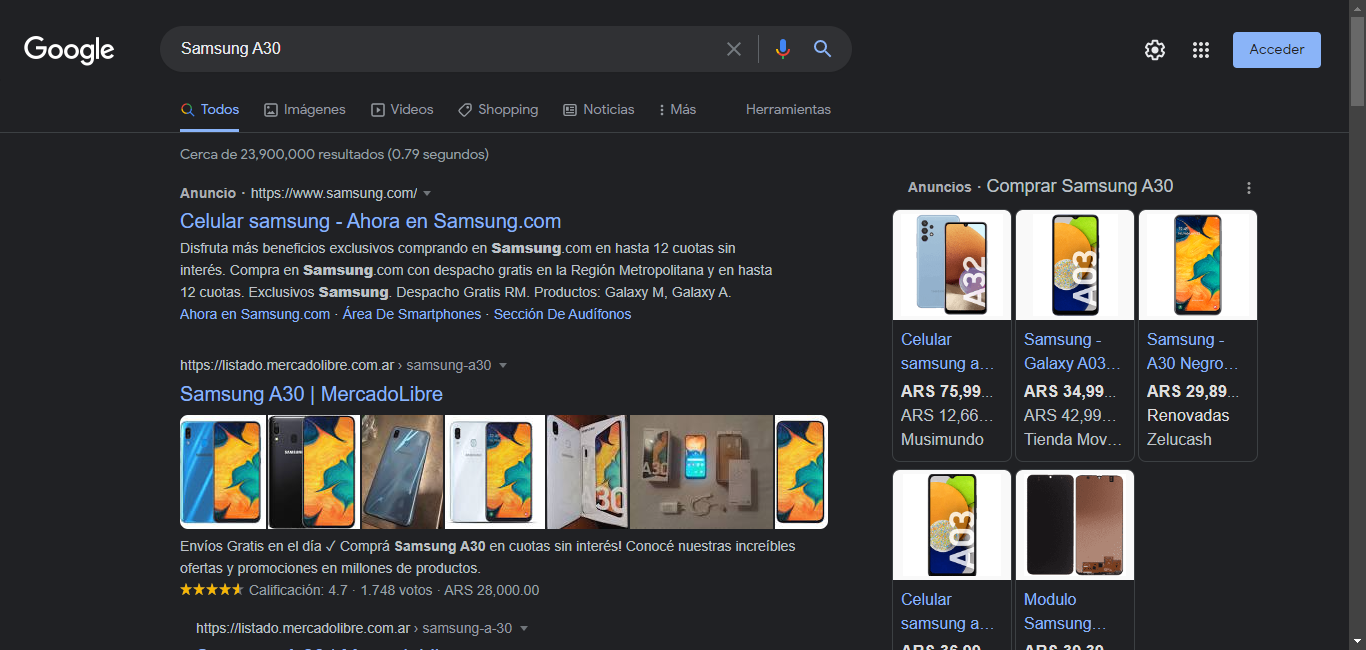 Google
Samsung A30
Acceder
Todos
Imágenes
Videos
Shopping
Noticias
Más
Herramientas
Cerca de 23,900,000 resultados (0.79 segundos)
Anuncio · https://www.samsung.com/
Celular samsung - Ahora en Samsung.com
Disfruta más beneficios exclusivos comprando en Samsung.com en hasta 12 cuotas sin
interés. Compra en Samsung.com con despacho gratis en la Región Metropolitana y en hasta
12 cuotas. Exclusivos Samsung. Despacho Gratis RM. Productos: Galaxy M, Galaxy A.
Ahora en Samsung.com · Área De Smartphones · Sección De Audífonos
https://listado.mercadolibre.com.ar › samsung-a30
Samsung A30 | MercadoLibre
SAMSUNG
A30
A30
Envíos Gratis en el día ✓ Comprá Samsung A30 en cuotas sin interés! Conocé nuestras increíbles
ofertas y promociones en millones de productos.
Calificación: 4.7 · 1.748 votos · ARS 28,000.00
https://listado.mercadolibre.com.ar › samsung-a-30
Anuncios · Comprar Samsung A30
A32
Celular
samsung a...
ARS 75,99...
ARS 12,66...
Musimundo
A03
Samsung -
Galaxy A03...
ARS 34,99...
ARS 42,99...
Tienda Mov...
Samsung -
A30 Negro...
ARS 29,89...
Renovadas
Zelucash
A03
Celular
samsung a...
Modulo
Samsung...